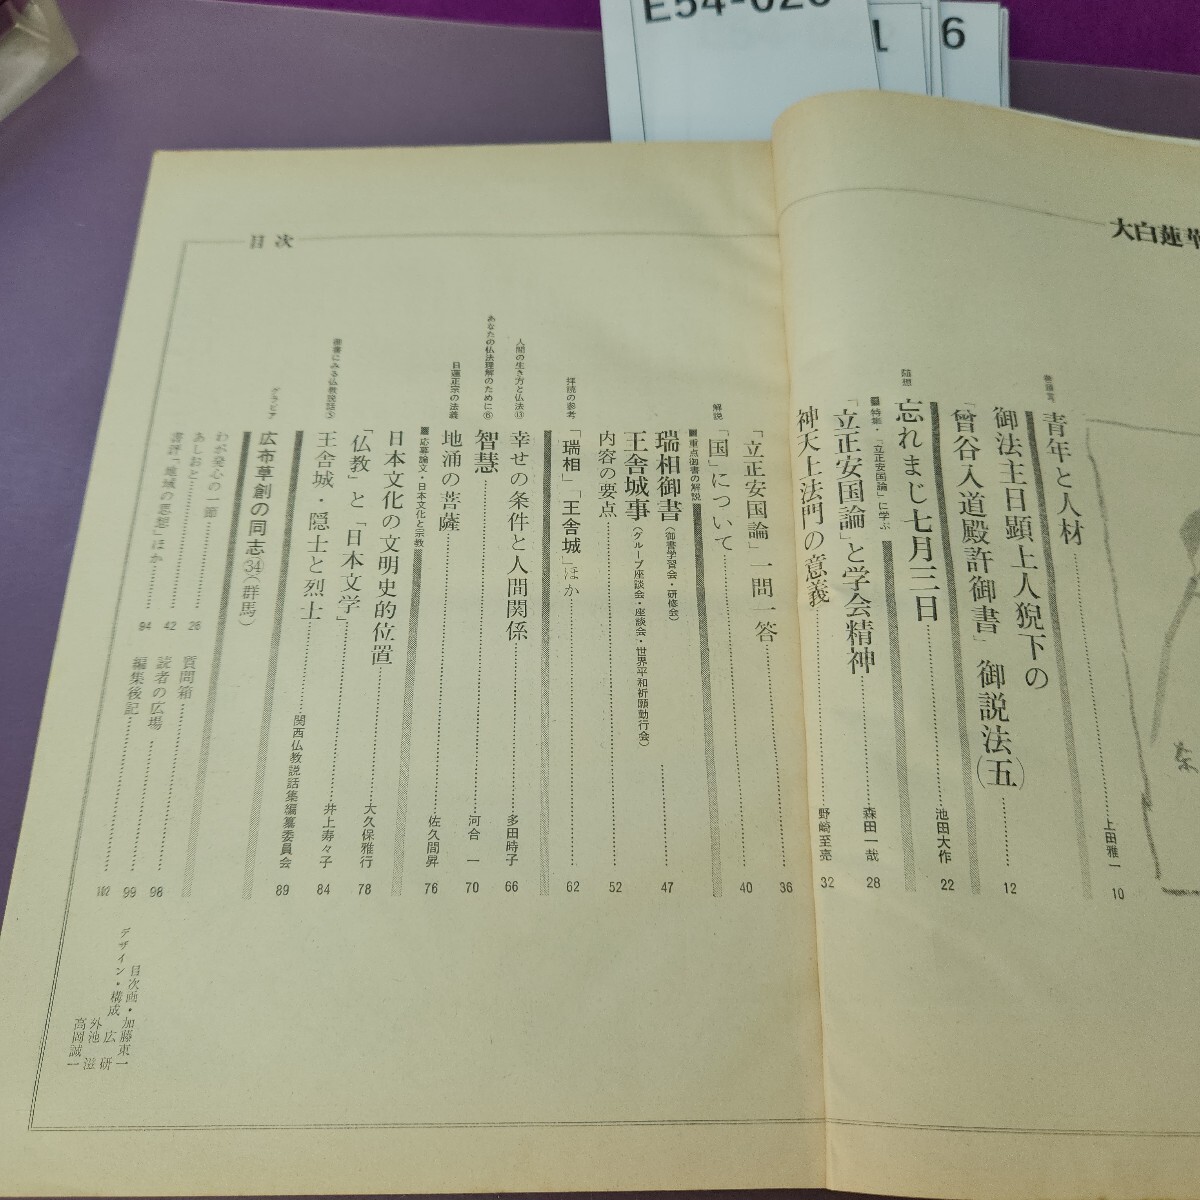 E54-026
1
6
大白蓮華
目次
巻頭言
青年と人材 上田雅一 10
御法主日顕上人猊下の
「曾谷入道殿許御書」御説法(五) 12
随想
忘れまじ七月三日 池田大作 22
■特集・「立正安国論」に学ぶ
「立正安国論」と学会精神 森田一哉 28
神天上法門の意義 野崎至亮 32
「立正安国論」一問一答 36
解説
「国」について 40
■重点御書の解説
瑞相御書(御書学習会・研修会) 47
王舎城事(グループ座談会・座談会・世界平和祈願勤行会)
内容の要点 52
拝読の参考
「瑞相」「王舎城」ほか 62
人間の生き方と仏法⑬
幸せの条件と人間関係 多田時子 66
あなたの仏法理解のために⑥
智慧 河合一 70
日蓮正宗の法義
地涌の菩薩 佐久間昇 76
■応募論文・日本文化と宗教
日本文化の文明史的位置 大久保雅行 78
「仏教」と「日本文学」 井上寿々子 84
御書にみる仏教説話⑤
王舎城・隠士と烈士 関西仏教説話集編纂委員会 89
グラビア
広布草創の同志㉞(群馬)
わが発心の一節 26
あしおと 42
書評「地域の思想」ほか 94
質問箱 98
読者の広場 99
編集後記 102
目次画・加藤東一
デザイン・構成 広研
外池滋
高岡誠一